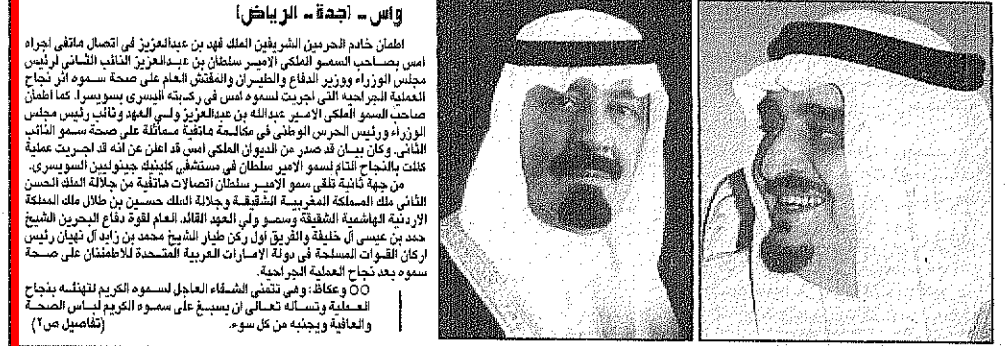 واس - (جدة - الرياض)
اطمأن خادم الحرمين الشريفين الملك فهد بن عبدالعزيز في اتصال هاتفي اجراه
امس بصاحب السمو الملكي الامير سلطان بن عبدالعزيز النائب الثاني لرئيس
مجلس الوزراء ووزير الدفاع والطيران والمفتش العام على صحة سموه اثر نجاح
العملية الجراحيه التي اجريت لسموه امس في ركبته اليسرى بسويسرا. كما اطمأن
صاحب السمو الملكي الامير عبدالله بن عبدالعزيز ولي العهد ونائب رئيس مجلس
الوزراء ورئيس الحرس الوطني في مكالمة هاتفية مماثلة على صحة سمو النائب
الثاني. وكان بيان قد صدر عن الديوان الملكي امس قد اعلن عن انه قد اجريت عملية
كللت بالنجاح التام لسمو الامير سلطان في مستشفى كلينيك جينوليين السويسري.
من جهة ثانية تلقى سمو الامير سلطان اتصالات هاتفية من جلالة الملك الحسن
الثاني ملك المملكة المغربية الشقيقة وجلالة الملك حسين بن طلال ملك المملكة
الاردنية الهاشمية الشقيقة وسمو ولي العهد القائد العام لقوة دفاع البحرين الشيخ
حمد بن عيسى آل خليفة والفريق اول ركن طيار الشيخ محمد بن زايد آل نهيان رئيس
اركان القوات المسلحة في دولة الامارات العربية المتحدة للاطمئنان على صحة
سموه بعد نجاح العملية الجراحية.
○○ وعكاظ: وهي تتمنى الشفاء العاجل لسموه الكريم لتهنئه بنجاح
العملية وتسأله تعالى ان يسبغ على سموه الكريم لباس الصحة
والعافية ويجنبه من كل سوء. (تفاصيل ص٢)